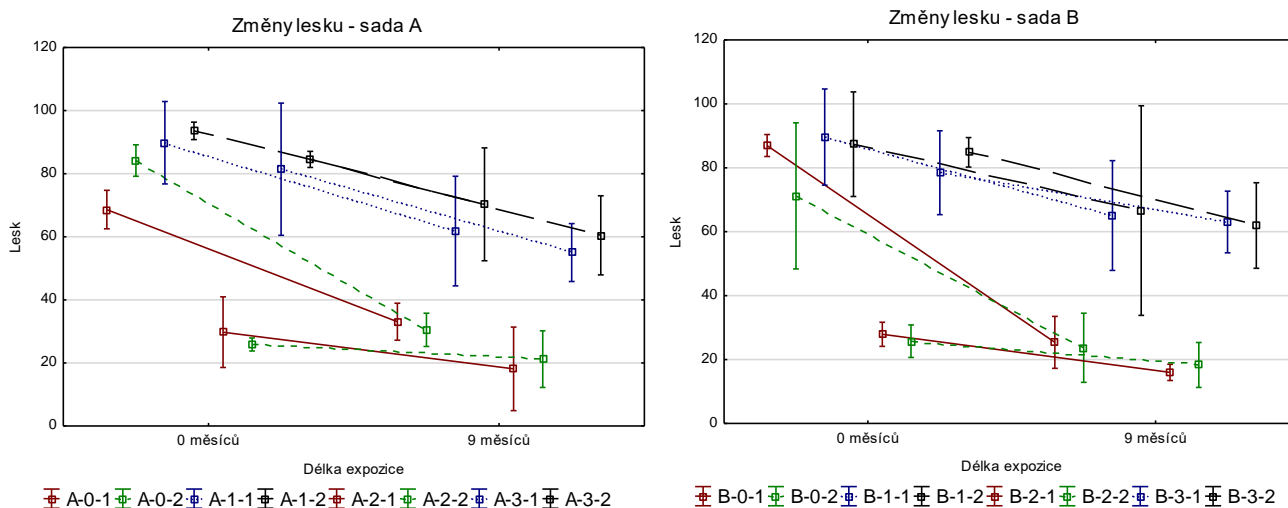 Změny lesku - sada A
120
100
80
60
40
20
0
Lesk
0 měsíců
9 měsíců
Délka expozice
A-0-1 A-0-2 A-1-1 A-1-2 A-2-1 A-2-2 A-3-1 A-3-2
Změny lesku - sada B
120
100
80
60
40
20
0
Lesk
0 měsíců
9 měsíců
Délka expozice
B-0-1 B-0-2 B-1-1 B-1-2 B-2-1 B-2-2 B-3-1 B-3-2